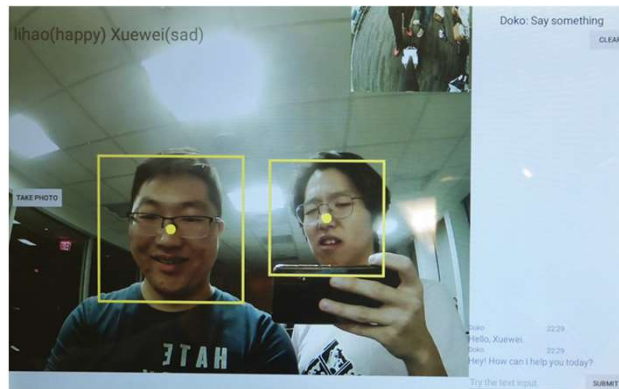 lihao(happy) Xuewei(sad)
Doko: Say something
CLEAR
TAKE PHOTO
HATE
Doko 22:29
Hello, Xuewei.
Doko 22:29
Hey! How can I help you today?
Try the text input.
SUBMIT